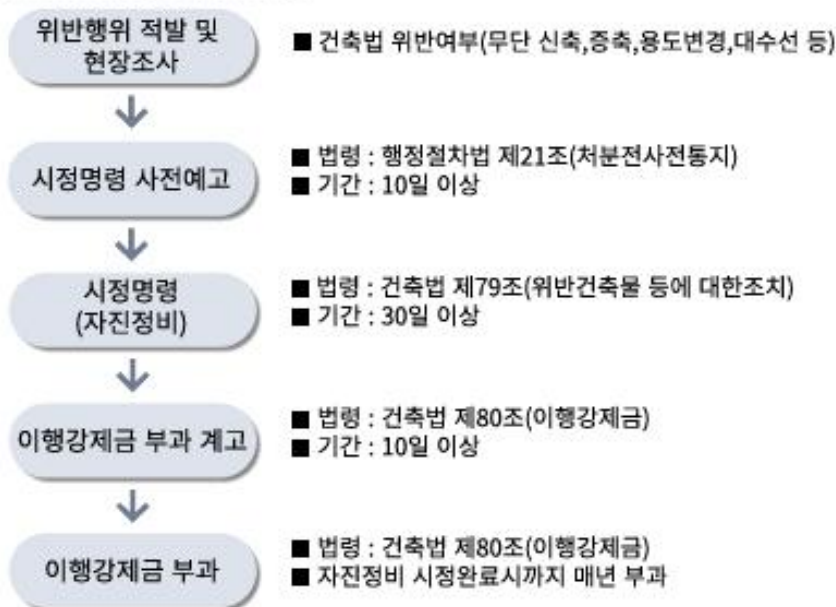 위반행위 적발 및
현장조사
■ 건축법 위반여부(무단 신축,증축,용도변경,대수선 등)
시정명령 사전예고
■ 법령 : 행정절차법 제21조(처분전사전통지)
■ 기간 : 10일 이상
시정명령
(자진정비)
■ 법령 : 건축법 제79조(위반건축물 등에 대한조치)
■ 기간 : 30일 이상
이행강제금 부과 계고
■ 법령 : 건축법 제80조(이행강제금)
■ 기간 : 10일 이상
이행강제금 부과
■ 법령 : 건축법 제80조(이행강제금)
■ 자진정비 시정완료시까지 매년 부과